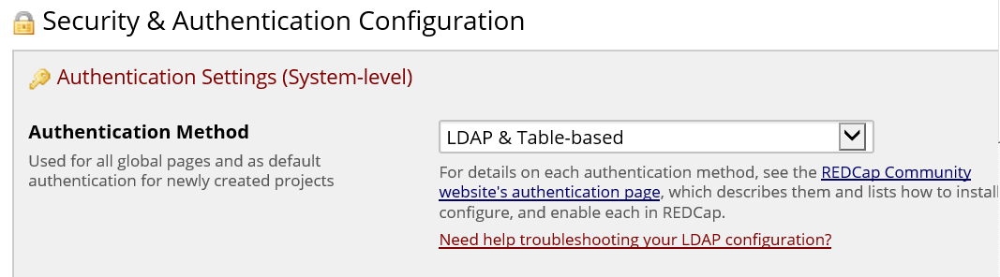 Security & Authentication Configuration
Authentication Settings (System-level)
Authentication Method
LDAP & Table-based
Used for all global pages and as default
authentication for newly created projects
For details on each authentication method, see the REDCap Community
website's authentication page, which describes them and lists how to install
configure, and enable each in REDCap.
Need help troubleshooting your LDAP configuration?